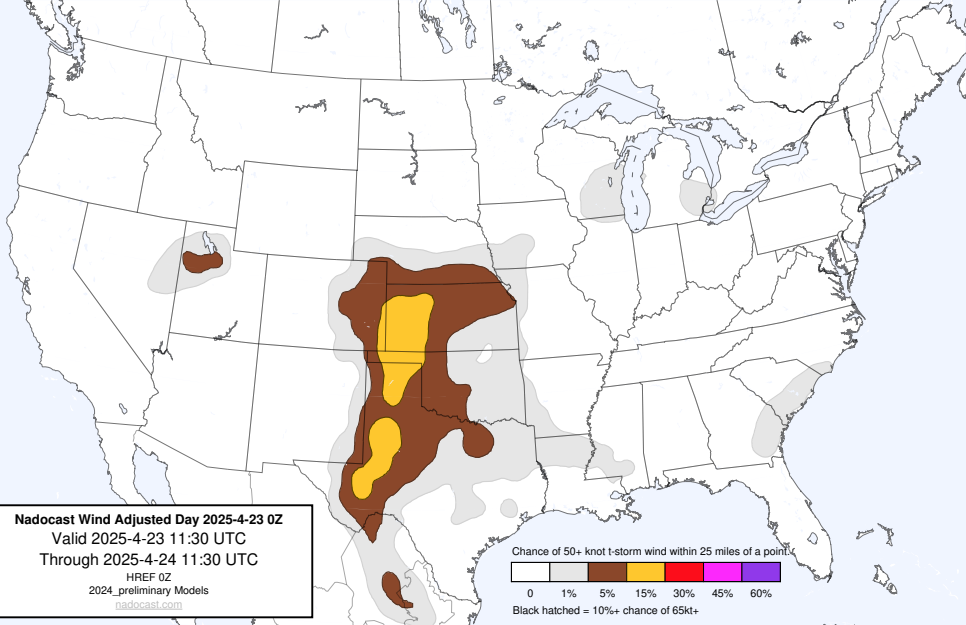 Nadocast Wind Adjusted Day 2025-4-23 0Z
Valid 2025-4-23 11:30 UTC
Through 2025-4-24 11:30 UTC
HREF 0Z
2024_preliminary Models
nadocast.com
Chance of 50+ knot t-storm wind within 25 miles of a point.
0 1% 5% 15% 30% 45% 60%
Black hatched = 10%+ chance of 65kt+